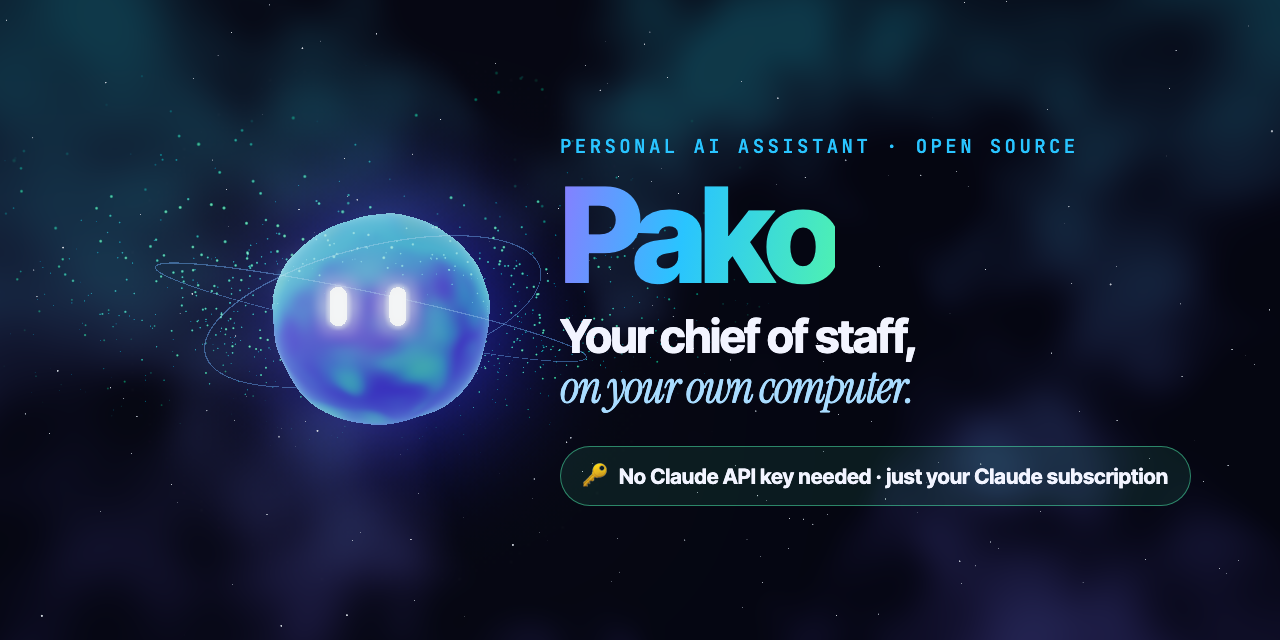 PERSONAL AI ASSISTANT · OPEN SOURCE
Pako
Your chief of staff,
on your own computer.
🔑 No Claude API key needed · just your Claude subscription